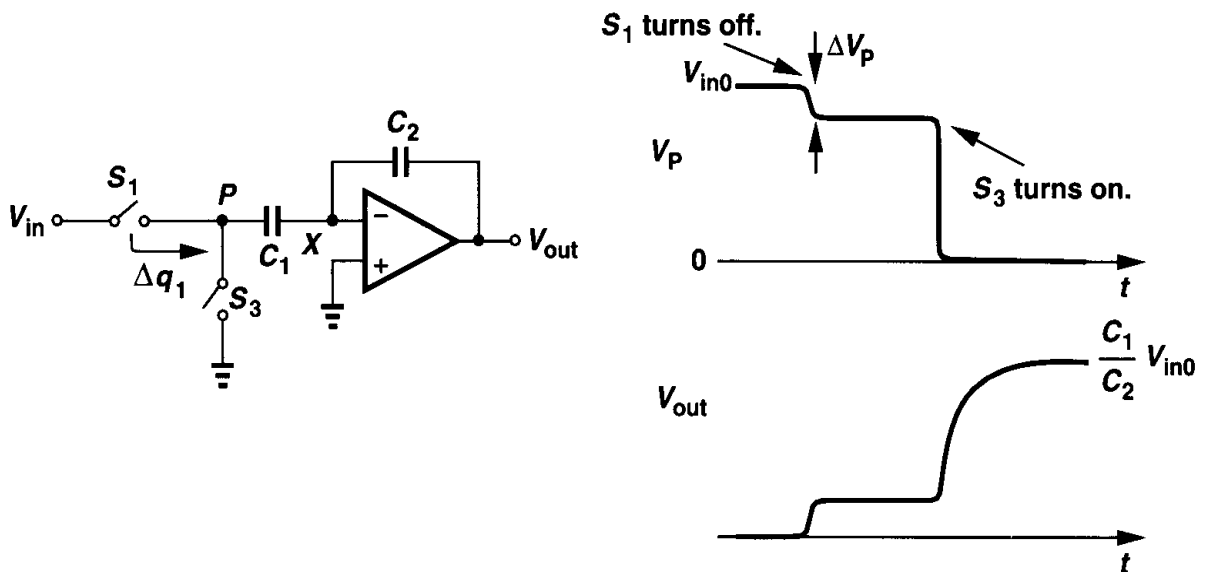 S1 turns off.
ΔVP
Vin0
VP
S3 turns on.
0
t
C2
S1
P
Vin
C1
X
−
+
Vout
Δq1
S3
C1
C2
Vin0
Vout
t